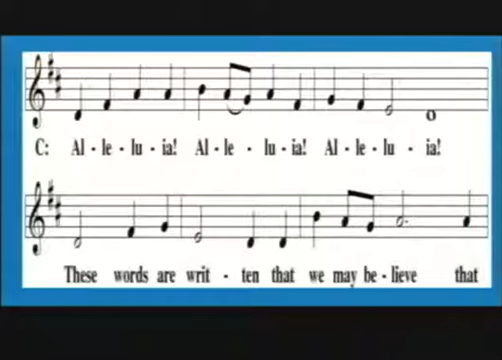 C: Al - le - lu - ia! Al - le - lu - ia! Al - le - lu - ia!
These words are writ - ten that we may be - lieve that